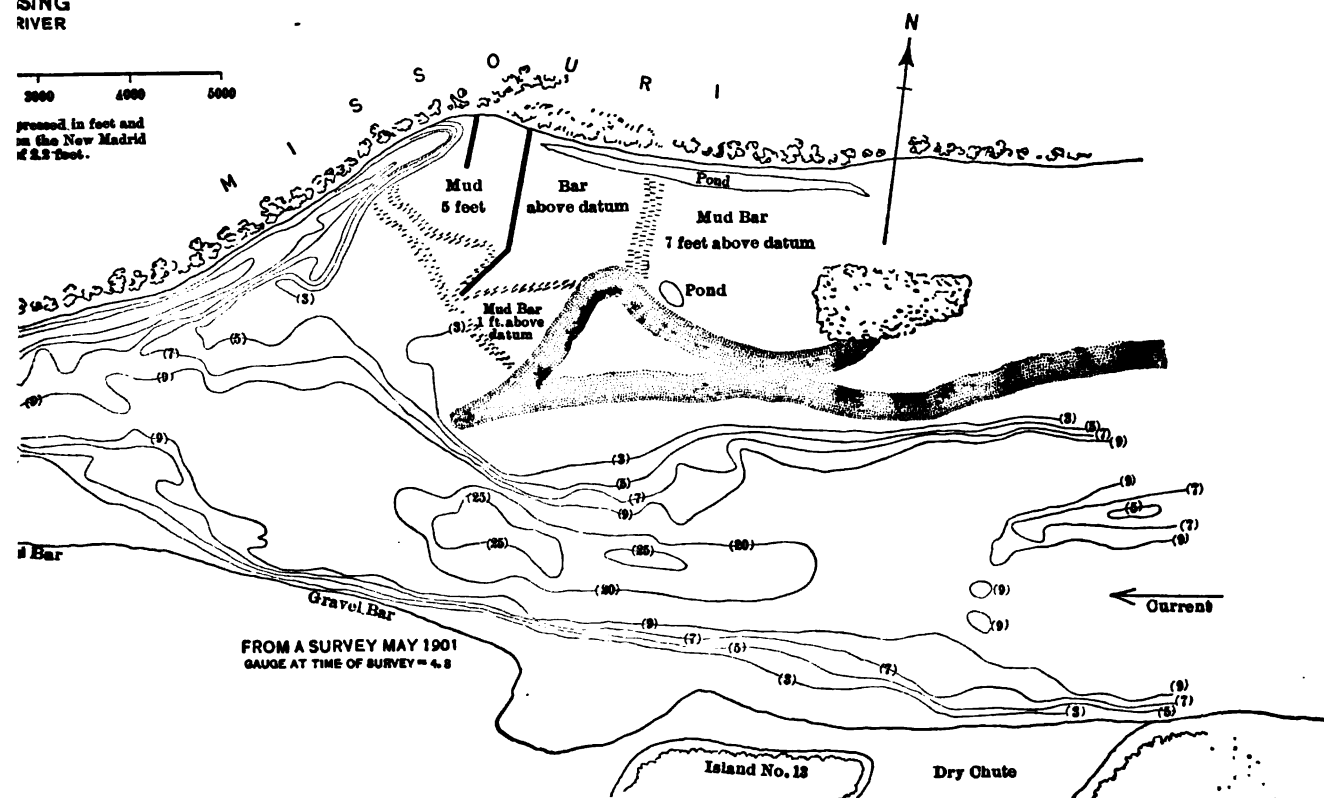 SING
RIVER
N
3000 4000 5000
pressed in feet and
on the New Madrid
of 2.2 feet.
MISSOURI
Mud
5 feet
Bar
above datum
Pond
Mud Bar
7 feet above datum
Pond
Mud Bar
1 ft. above
datum
(3)
(3)
(5)
(7)
(9)
(9)
(9)
(3)
(5)
(7)
(9)
(3)
(5)
(7)
(9)
(25)
(25)
(25)
(20)
(20)
(9)
(7)
(5)
(7)
(9)
(9)
(9)
Current
l Bar
Gravel Bar
FROM A SURVEY MAY 1901
GAUGE AT TIME OF SURVEY = 4.8
(9)
(7)
(5)
(3)
(7)
(9)
(7)
(3)
(5)
Island No. 13
Dry Chute